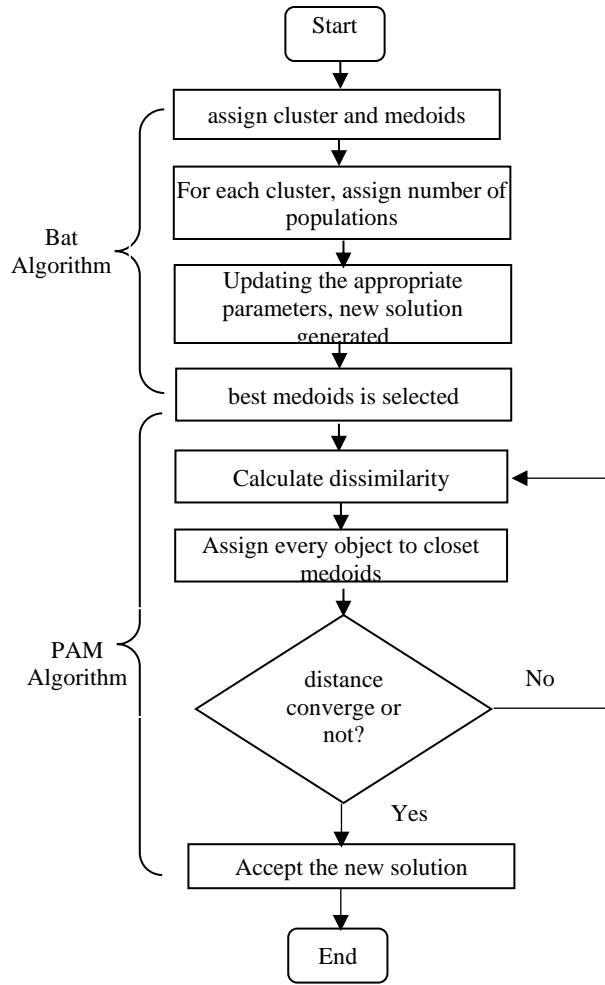 Start
assign cluster and medoids
For each cluster, assign number of
populations
Bat
Algorithm
Updating the appropriate
parameters, new solution
generated
best medoids is selected
Calculate dissimilarity
Assign every object to closet
medoids
PAM
Algorithm
distance
converge or
not?
No
Yes
Accept the new solution
End